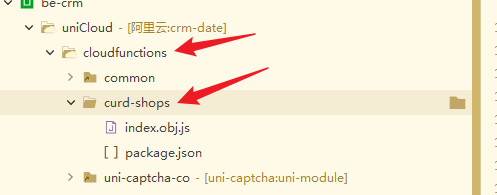 be-crm
uniCloud - [阿里云:crm-date]
cloudfunctions
common
curd-shops
index.obj.js
[ ] package.json
uni-captcha-co - [uni-captcha:uni-module]